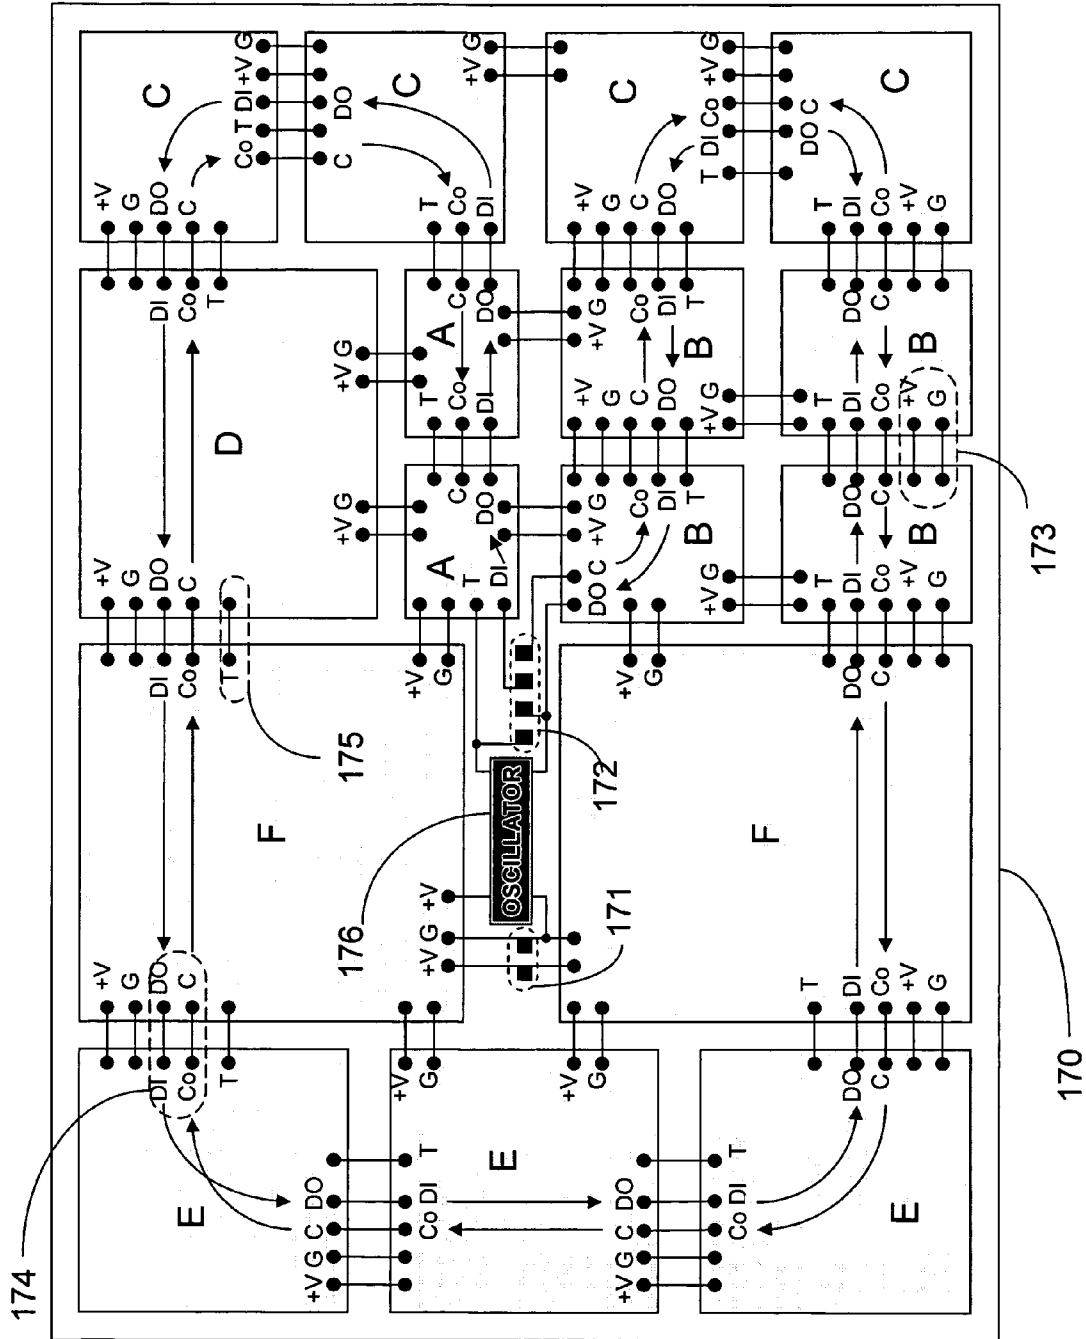 174
E
DI
Co
T
+V G C DO
E
+V
G
Co DI T
+V G C DO
E
Co DI T
DO
C
F
+V
G
DO
C
DI
Co
T
+V
G
+V
G
+V
175
176
OSCILLATOR
171
172
F
T
DI
Co
+V
G
+V
G
DO
C
170
D
+V
G
DO
C
DI
Co
T
+V G
+V G
A
T
DI
C
DO
A
T
Co
DI
C
DO
B
DO C +V G
Co
DI
T
+V G
B
+V
G
C
DO
+V G
Co
DI
T
+V G
B
T
DI
Co
+V
G
DO
C
B
T
DI
Co
+V
G
DO
C
173
C
+V
G
DO
C
Co T DI +V G
C
C DO
T
Co
DI
+V G
C
+V
G
C
DO
T DI Co +V G
C
DO C
T
DI
Co
+V
G